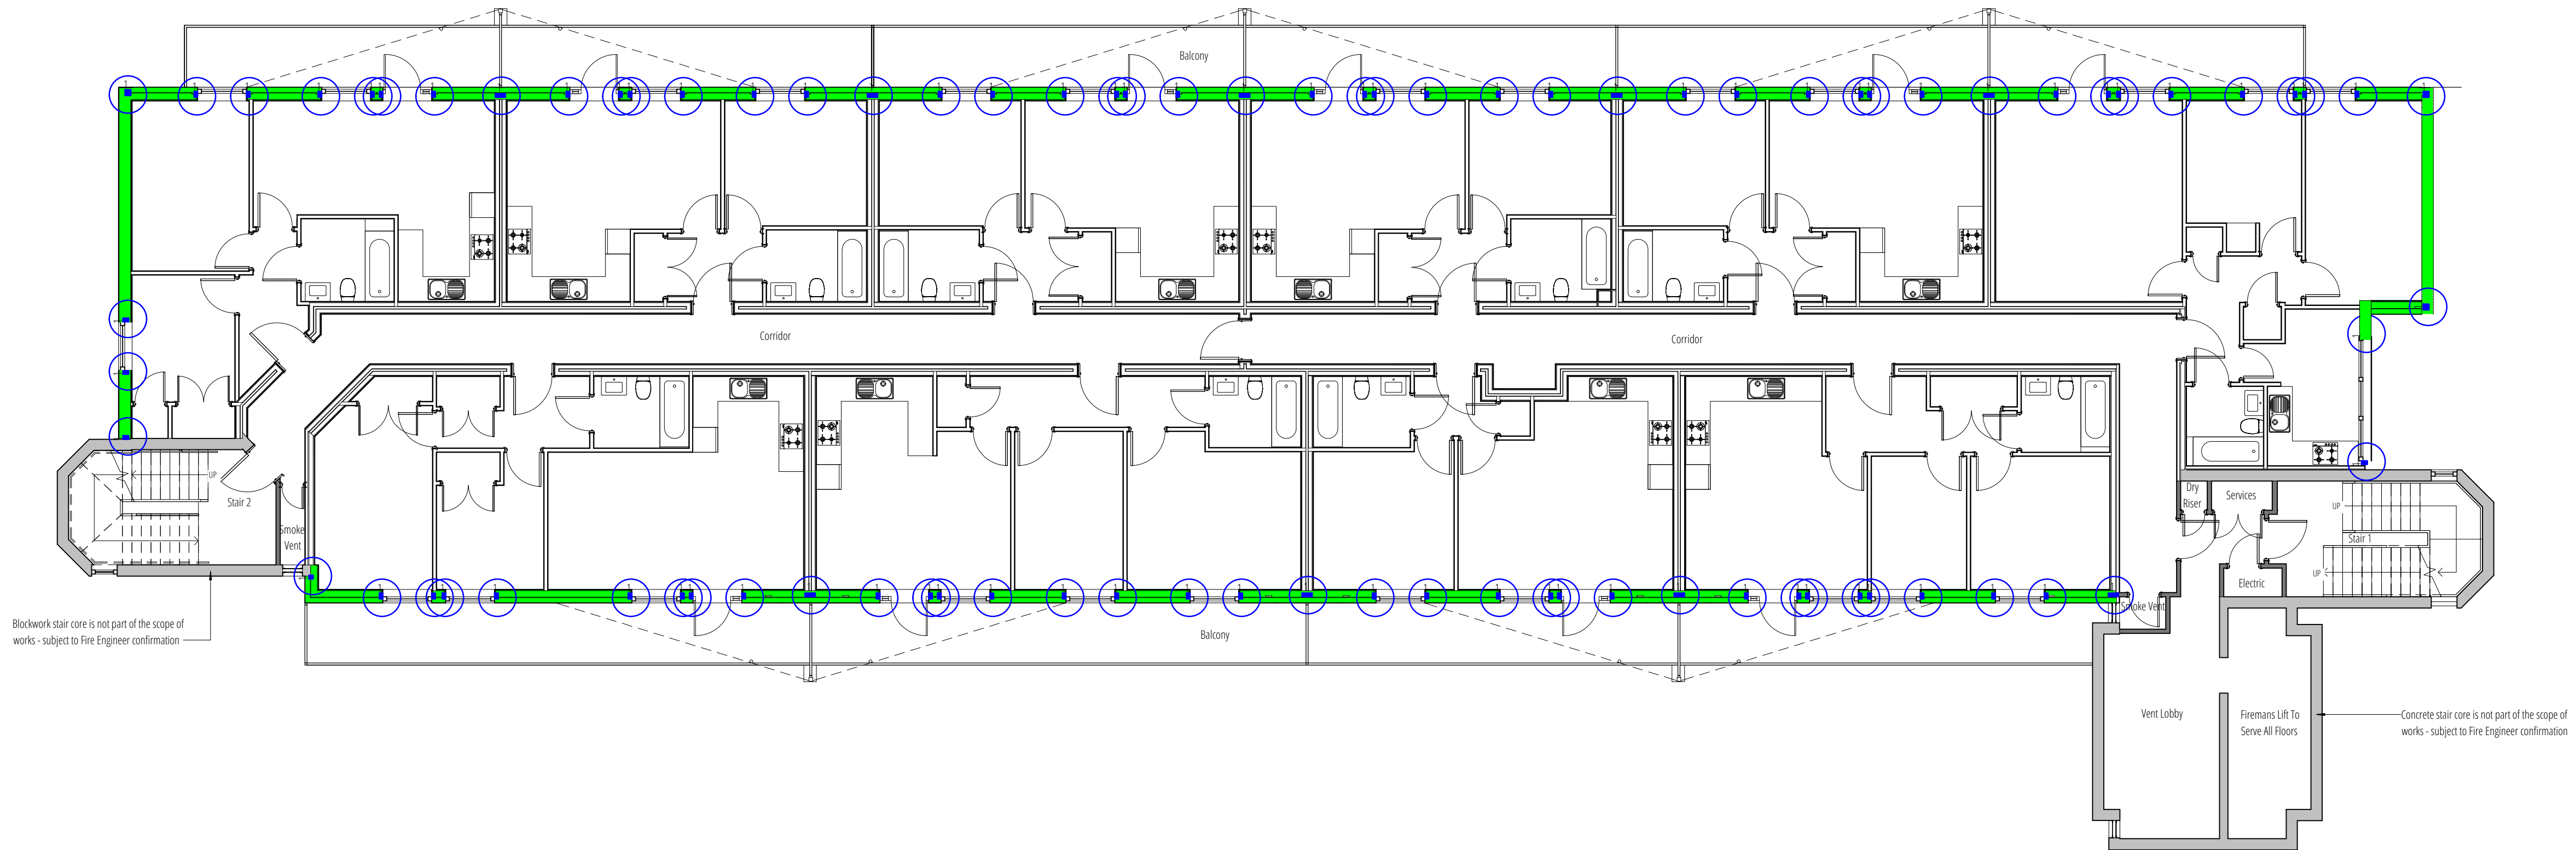 Balcony
Corridor
Corridor
UP
Stair 2
Smoke
Vent
Dry
Riser
Services
UP
Stair 1
UP
Electric
Smoke Vent
Blockwork stair core is not part of the scope of
works - subject to Fire Engineer confirmation
Balcony
Vent Lobby
Firemans Lift To
Serve All Floors
Concrete stair core is not part of the scope of
works - subject to Fire Engineer confirmation